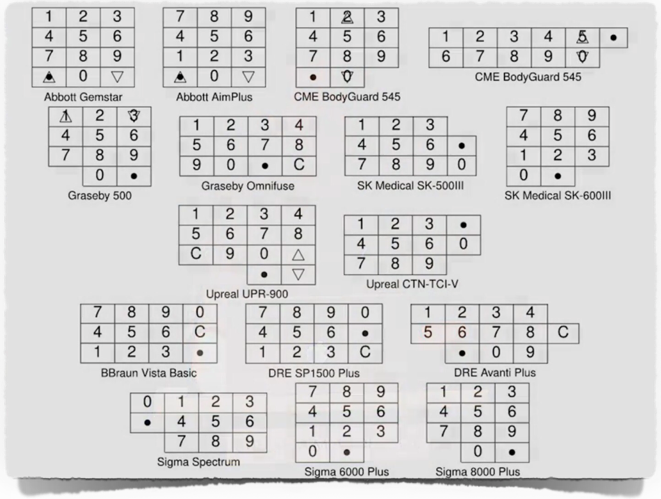 1 2 3
4 5 6
7 8 9
▲ 0 ▽
Abbott Gemstar
7 8 9
4 5 6
1 2 3
▲ 0 ▽
Abbott AimPlus
1 2 3
4 5 6
7 8 9
• 0
CME BodyGuard 545
1 2 3 4 5 •
6 7 8 9 0
CME BodyGuard 545
1 2 3
4 5 6
7 8 9
0 •
Graseby 500
1 2 3 4
5 6 7 8
9 0 • C
Graseby Omnifuse
1 2 3
4 5 6 •
7 8 9 0
SK Medical SK-500III
7 8 9
4 5 6
1 2 3
0 •
SK Medical SK-600III
1 2 3 4
5 6 7 8
C 9 0 △
• ▽
Upreal UPR-900
1 2 3 •
4 5 6 0
7 8 9
Upreal CTN-TCI-V
7 8 9 0
4 5 6 C
1 2 3 •
BBraun Vista Basic
7 8 9 0
4 5 6 •
1 2 3 C
DRE SP1500 Plus
1 2 3 4
5 6 7 8 C
• 0 9
DRE Avanti Plus
0 1 2 3
• 4 5 6
7 8 9
Sigma Spectrum
7 8 9
4 5 6
1 2 3
0 •
Sigma 6000 Plus
1 2 3
4 5 6
7 8 9
0 •
Sigma 8000 Plus